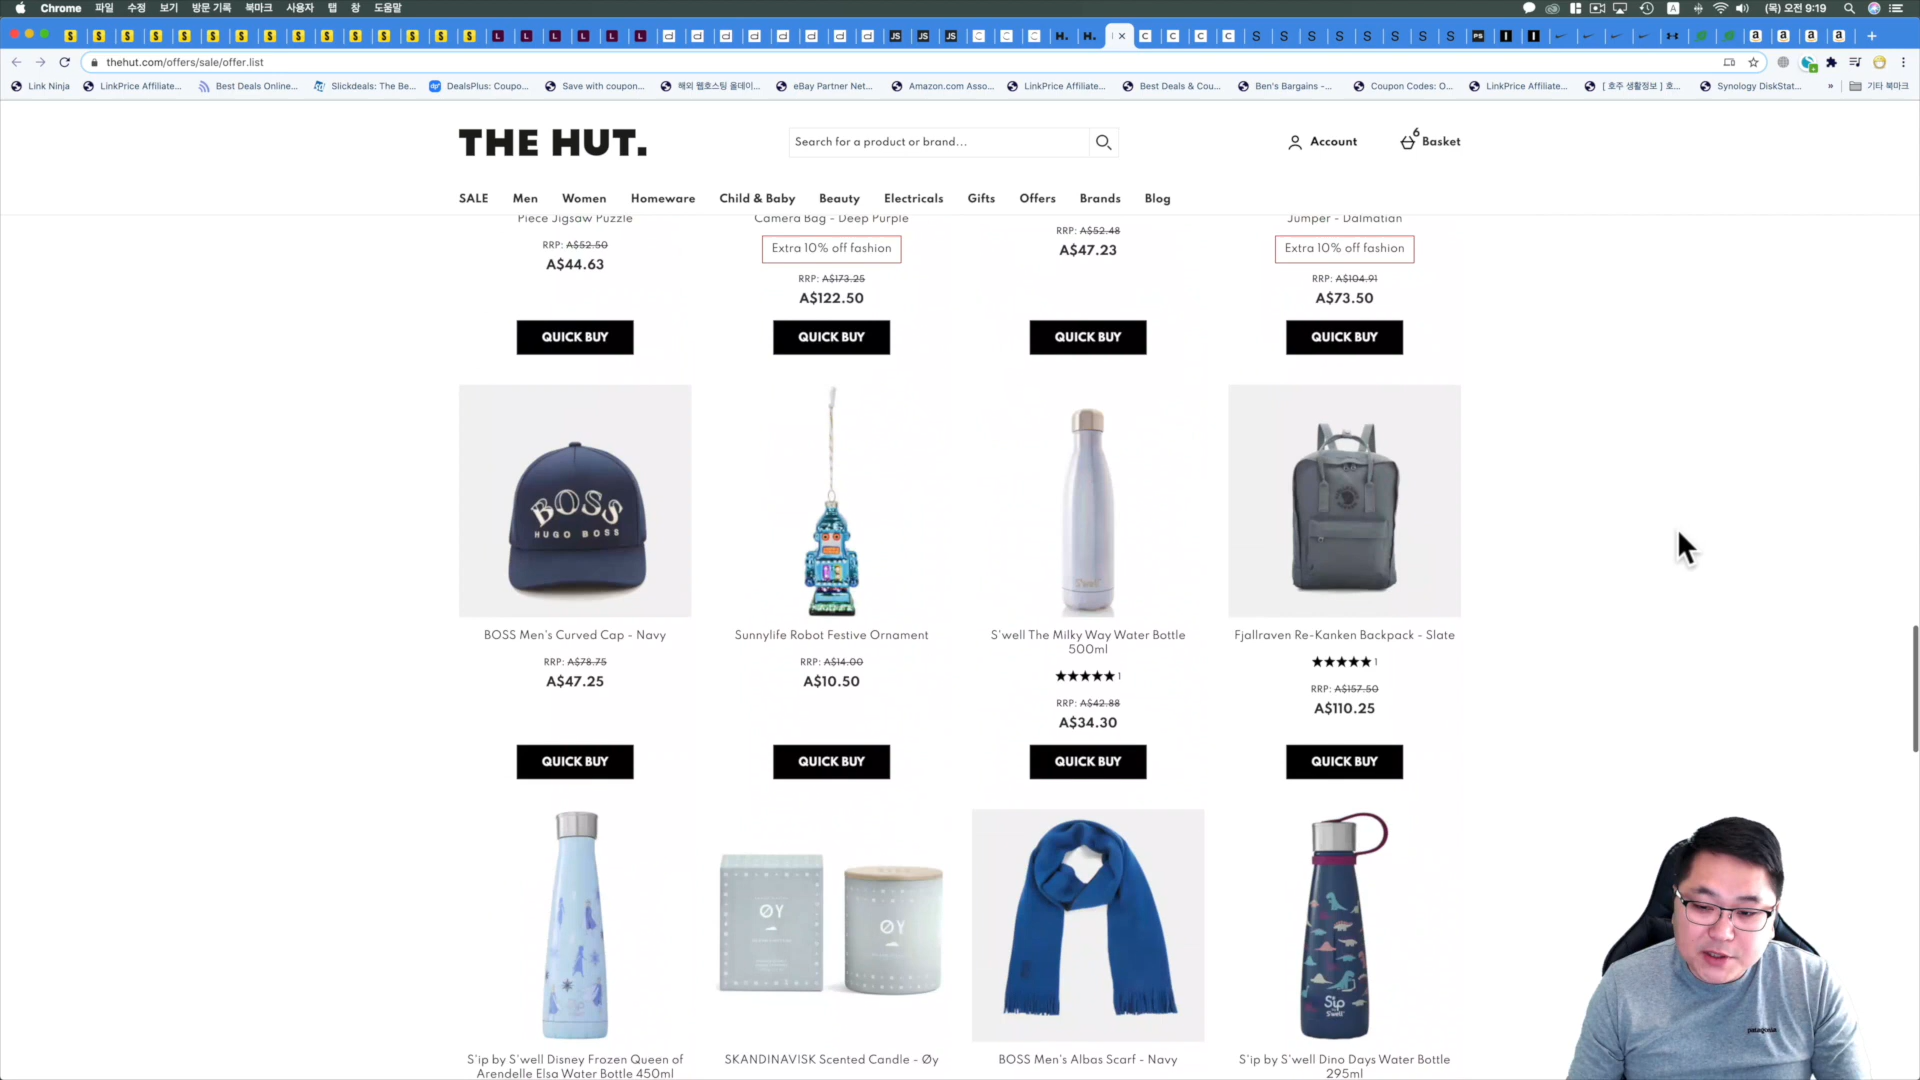 Chrome 파일 수정 보기 방문 기록 북마크 사용자 탭 창 도움말 (목) 오전 9:19
thehut.com/offers/sale/offer.list
Link Ninja LinkPrice Affiliate... Best Deals Online... Slickdeals: The Be... DealsPlus: Coupo... Save with coupon... 해외 웹호스팅 올데이... eBay Partner Net... Amazon.com Asso... LinkPrice Affiliate... Best Deals & Cou... Ben's Bargains -... Coupon Codes: O... LinkPrice Affiliate... [ 호주 생활정보 ] 호... Synology DiskStat... » 기타 북마크
THE HUT.
Search for a product or brand...
Account
6
Basket
SALE Men Women Homeware Child & Baby Beauty Electricals Gifts Offers Brands Blog
Piece Jigsaw Puzzle
RRP: A$52.50
A$44.63
QUICK BUY
Camera Bag - Deep Purple
Extra 10% off fashion
RRP: A$173.25
A$122.50
QUICK BUY
RRP: A$52.48
A$47.23
QUICK BUY
Jumper - Dalmatian
Extra 10% off fashion
RRP: A$104.91
A$73.50
QUICK BUY
BOSS
HUGO BOSS
BOSS Men's Curved Cap - Navy
RRP: A$78.75
A$47.25
QUICK BUY
Sunnylife Robot Festive Ornament
RRP: A$14.00
A$10.50
QUICK BUY
S'well
S'well The Milky Way Water Bottle
500ml
★★★★★ 1
RRP: A$42.88
A$34.30
QUICK BUY
Fjallraven Re-Kanken Backpack - Slate
★★★★★ 1
RRP: A$157.50
A$110.25
QUICK BUY
S'ip by S'well Disney Frozen Queen of
Arendelle Elsa Water Bottle 450ml
ØY
ØY
SKANDINAVISK Scented Candle - Øy
BOSS Men's Albas Scarf - Navy
S'ip
S'well
S'ip by S'well Dino Days Water Bottle
295ml
patagonia